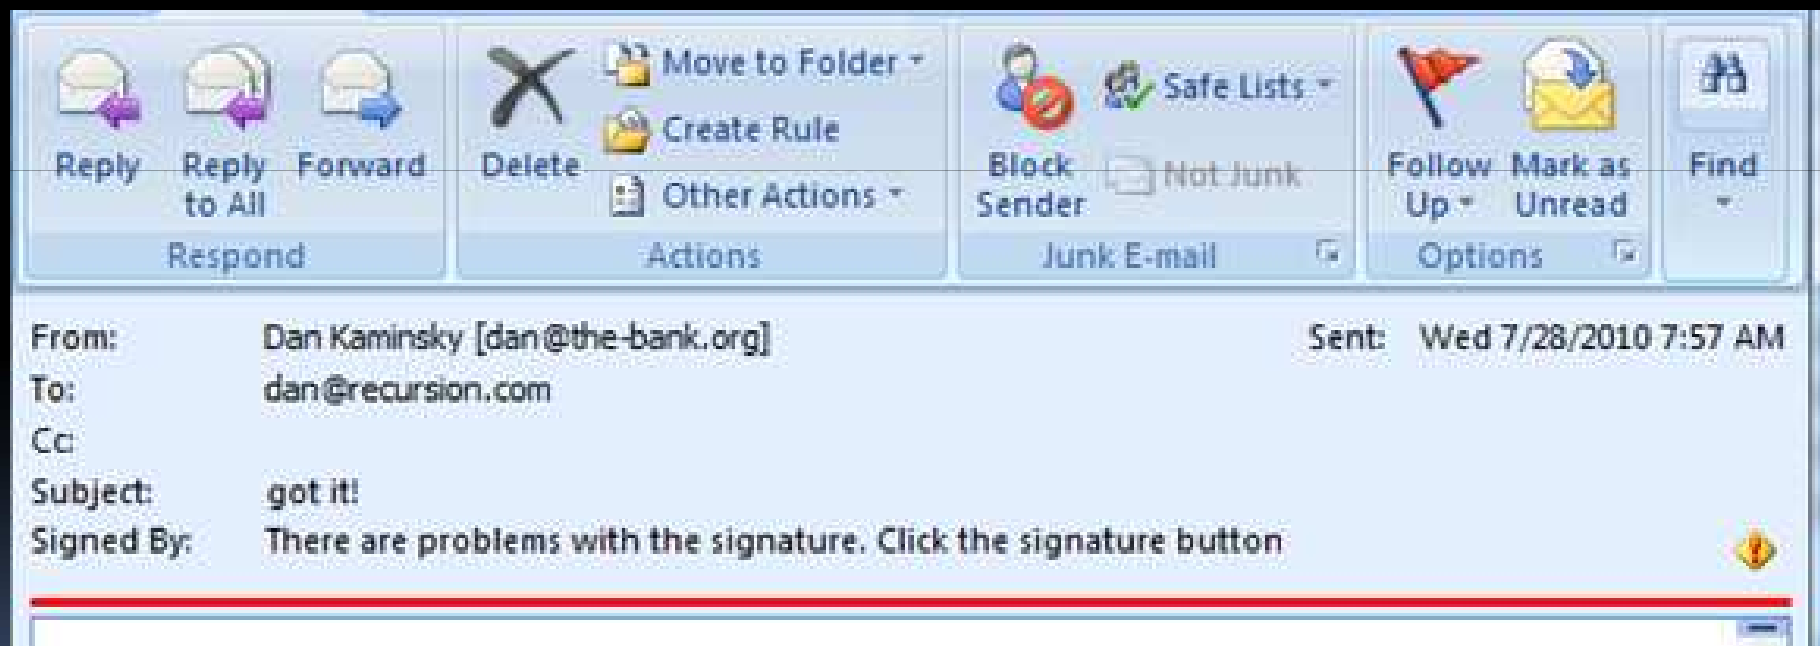 Reply
Reply to All
Forward
Respond
Delete
Move to Folder
Create Rule
Other Actions
Actions
Block Sender
Safe Lists
Not Junk
Junk E-mail
Follow Up
Mark as Unread
Options
Find
From: Dan Kaminsky [dan@the-bank.org] Sent: Wed 7/28/2010 7:57 AM
To: dan@recursion.com
Cc:
Subject: got it!
Signed By: There are problems with the signature. Click the signature button